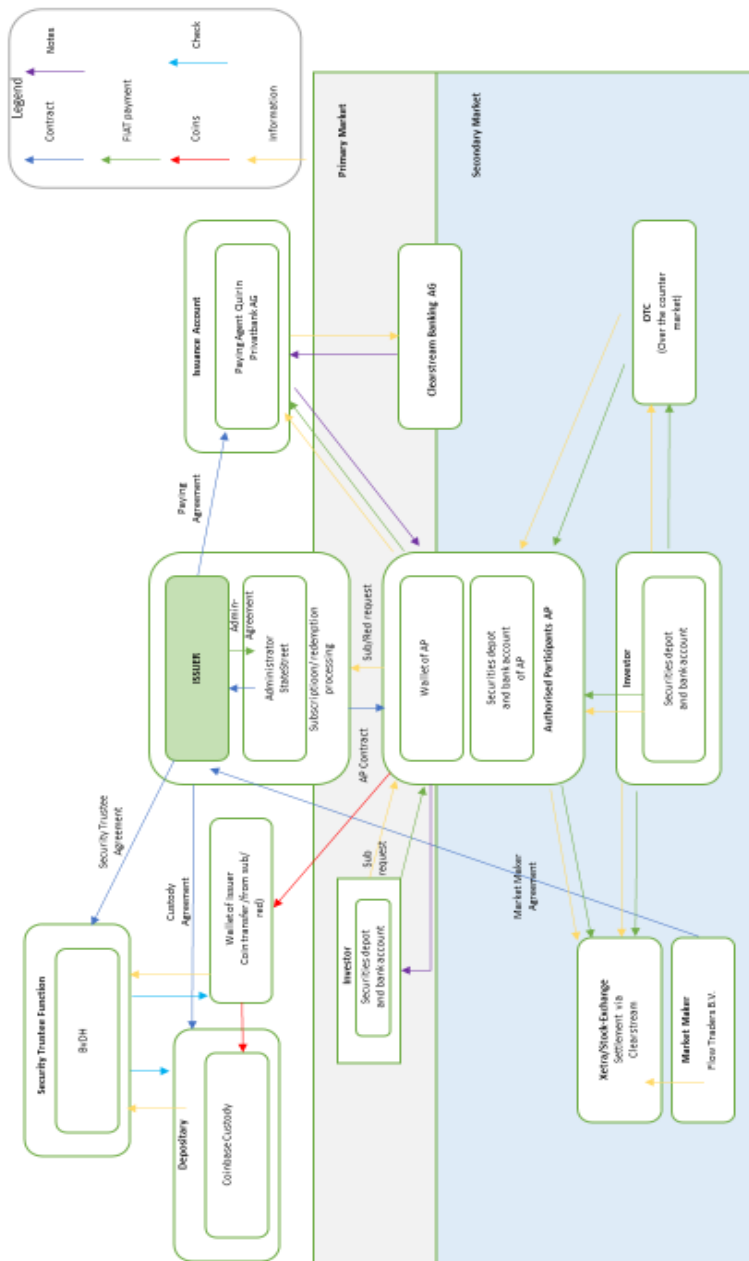 Legend
Contract
Notes
FIAT payment
Coins
Check
Information
Security Trustee Function
BvDH
Depositary
Coinbase Custody
Security Trustee
Agreement
Custody
Agreement
Wallet of Issuer
Coin transfer /from sub/
red)
ISSUER
Admin-
Agreement
Administrator
StateStreet
Subscriptioon/ redemption
processing
Paying
Agreement
Issuance Account
Paying Agent Quirin
Privatbank AG
Primary Market
Clearstream Banking AG
Investor
Securities depot
and bank account
Sub
request
AP Contract
Sub/Red request
Wallet of AP
Securities depot
and bank account
of AP
Authorised Participants AP
Secondary Market
Market Maker
Agreement
Xetra/Stock-Exchange
Settlement via
Clearstream
Market Maker
Flow Traders B.V.
Investor
Securities depot
and bank account
OTC
(Over the counter
market)